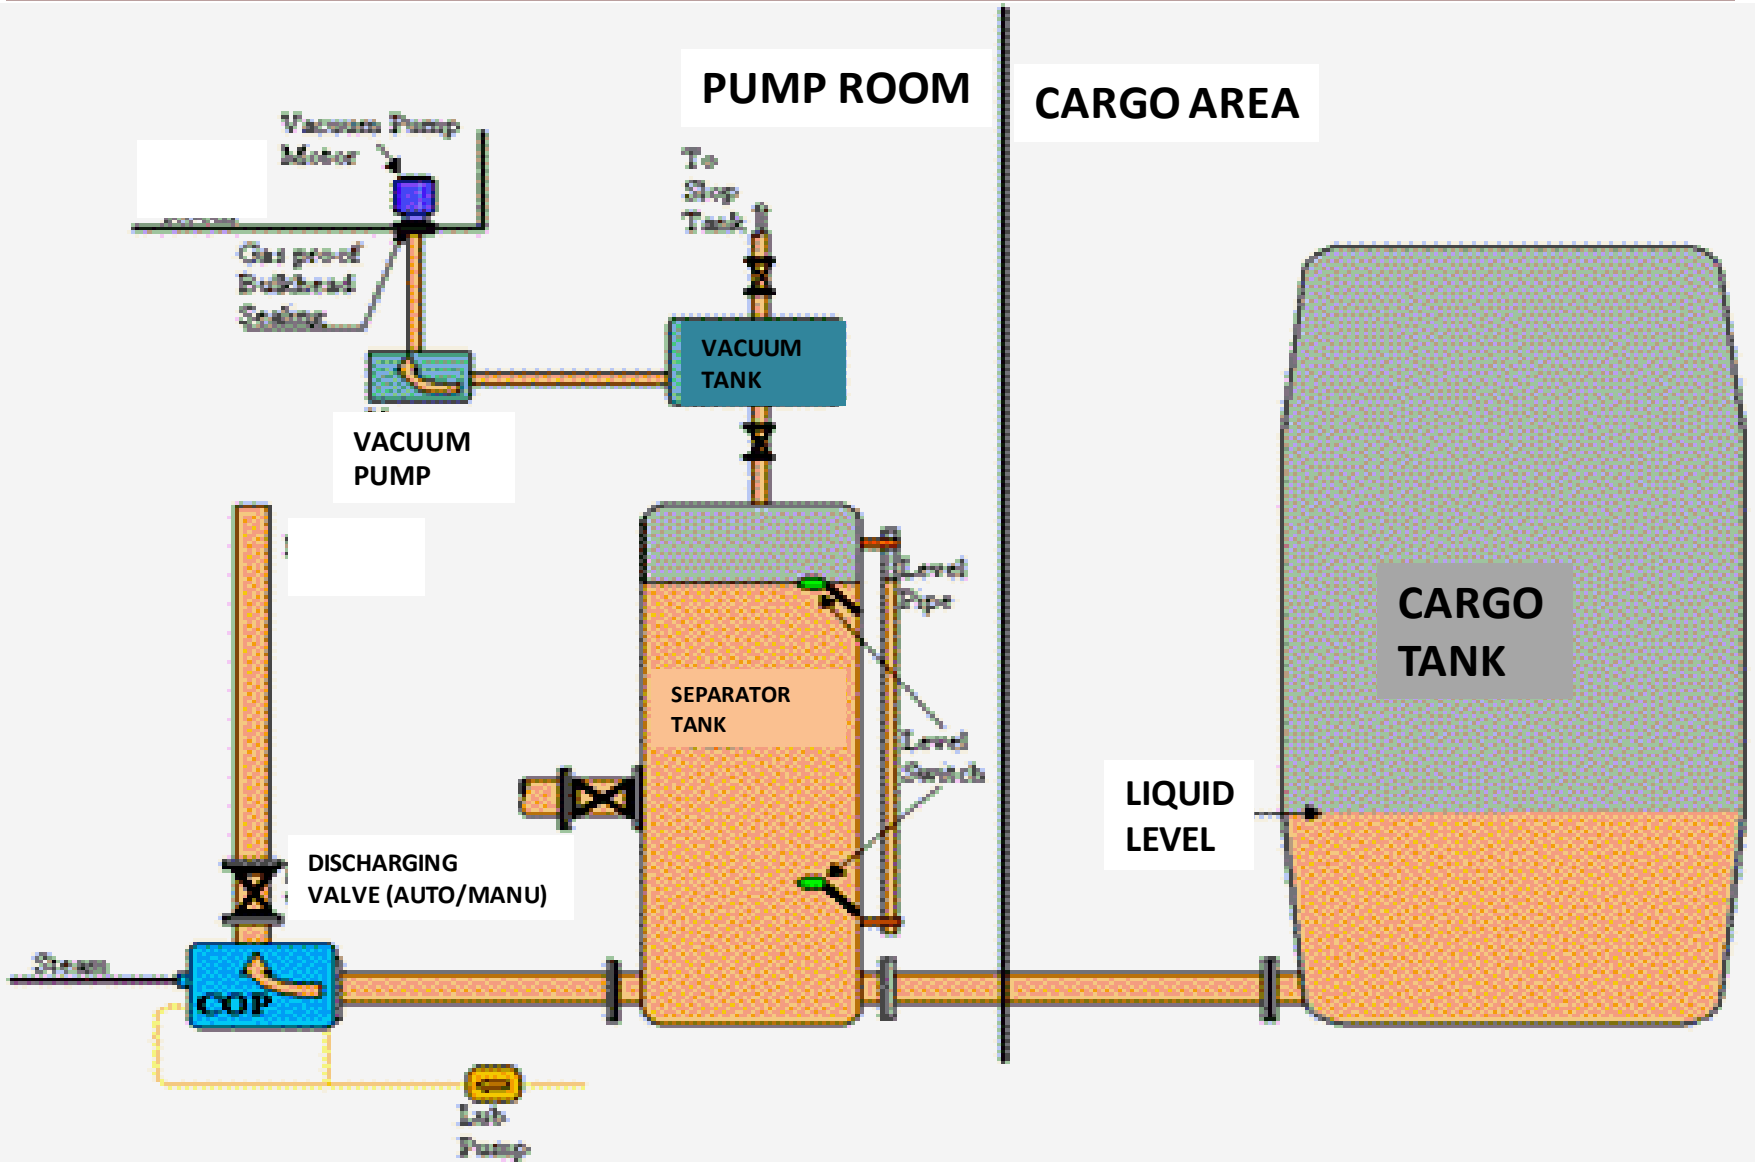 PUMP ROOM
CARGO AREA
Vacuum Pump
Motor
To
Slop
Tank
Gas proof
Bulkhead
Sealing
VACUUM
TANK
VACUUM
PUMP
Level
Pipe
CARGO
TANK
SEPARATOR
TANK
Level
Switch
LIQUID
LEVEL
DISCHARGING
VALVE (AUTO/MANU)
Steam
COP
Lub
Pump